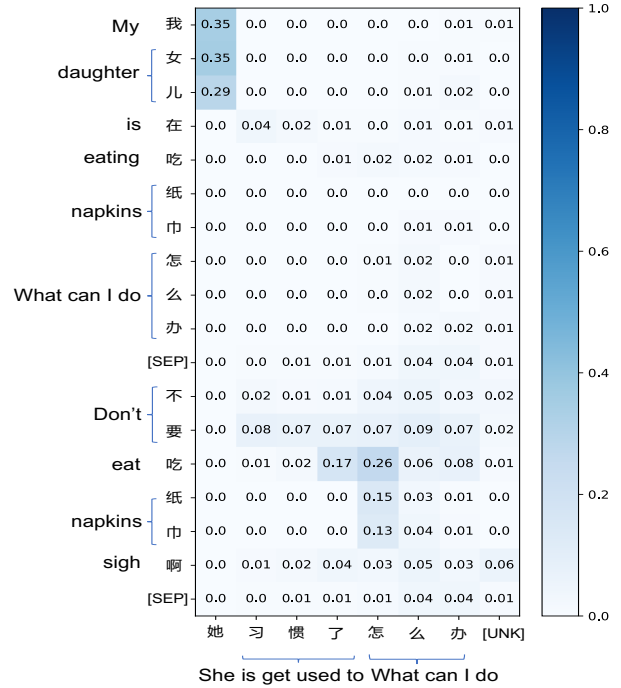 1.0
My 我 0.35 0.0 0.0 0.0 0.0 0.0 0.01 0.01
女 0.35 0.0 0.0 0.0 0.0 0.0 0.01 0.0
daughter
儿 0.29 0.0 0.0 0.0 0.0 0.01 0.02 0.0
is 在 0.0 0.04 0.02 0.01 0.0 0.01 0.01 0.01
0.8
eating 吃 0.0 0.0 0.0 0.01 0.02 0.02 0.01 0.0
纸 0.0 0.0 0.0 0.0 0.0 0.0 0.0 0.0
napkins
巾 0.0 0.0 0.0 0.0 0.0 0.01 0.01 0.0
0.6
怎 0.0 0.0 0.0 0.0 0.01 0.02 0.0 0.01
What can I do 么 0.0 0.0 0.0 0.0 0.0 0.02 0.0 0.01
办 0.0 0.0 0.0 0.0 0.0 0.02 0.02 0.01
[SEP] 0.0 0.0 0.01 0.01 0.01 0.04 0.04 0.01
0.4
不 0.0 0.02 0.01 0.01 0.04 0.05 0.03 0.02
Don't
要 0.0 0.08 0.07 0.07 0.07 0.09 0.07 0.02
eat 吃 0.0 0.01 0.02 0.17 0.26 0.06 0.08 0.01
0.2
纸 0.0 0.0 0.0 0.0 0.15 0.03 0.01 0.0
napkins
巾 0.0 0.0 0.0 0.0 0.13 0.04 0.01 0.0
sigh 啊 0.0 0.01 0.02 0.04 0.03 0.05 0.03 0.06
[SEP] 0.0 0.0 0.01 0.01 0.01 0.04 0.04 0.01
0.0
她 习 惯 了 怎 么 办 [UNK]
She is get used to What can I do